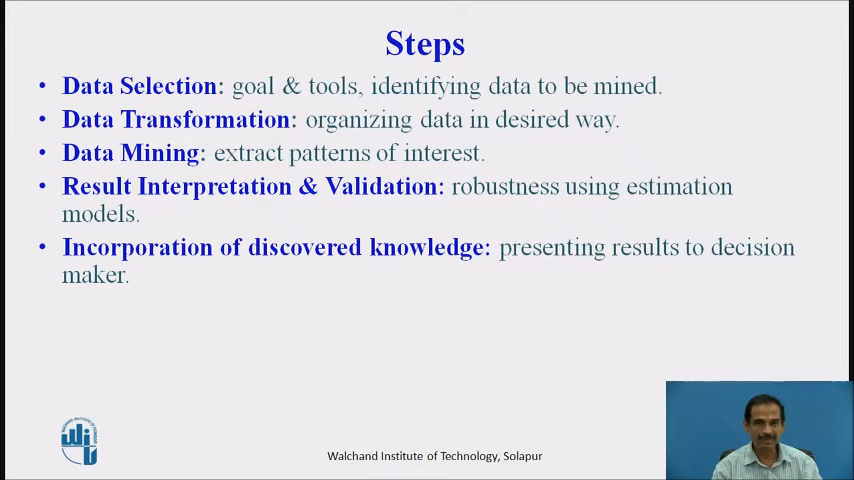 Steps
• Data Selection: goal & tools, identifying data to be mined.
• Data Transformation: organizing data in desired way.
• Data Mining: extract patterns of interest.
• Result Interpretation & Validation: robustness using estimation
models.
• Incorporation of discovered knowledge: presenting results to decision
maker.
Walchand Institute of Technology, Solapur